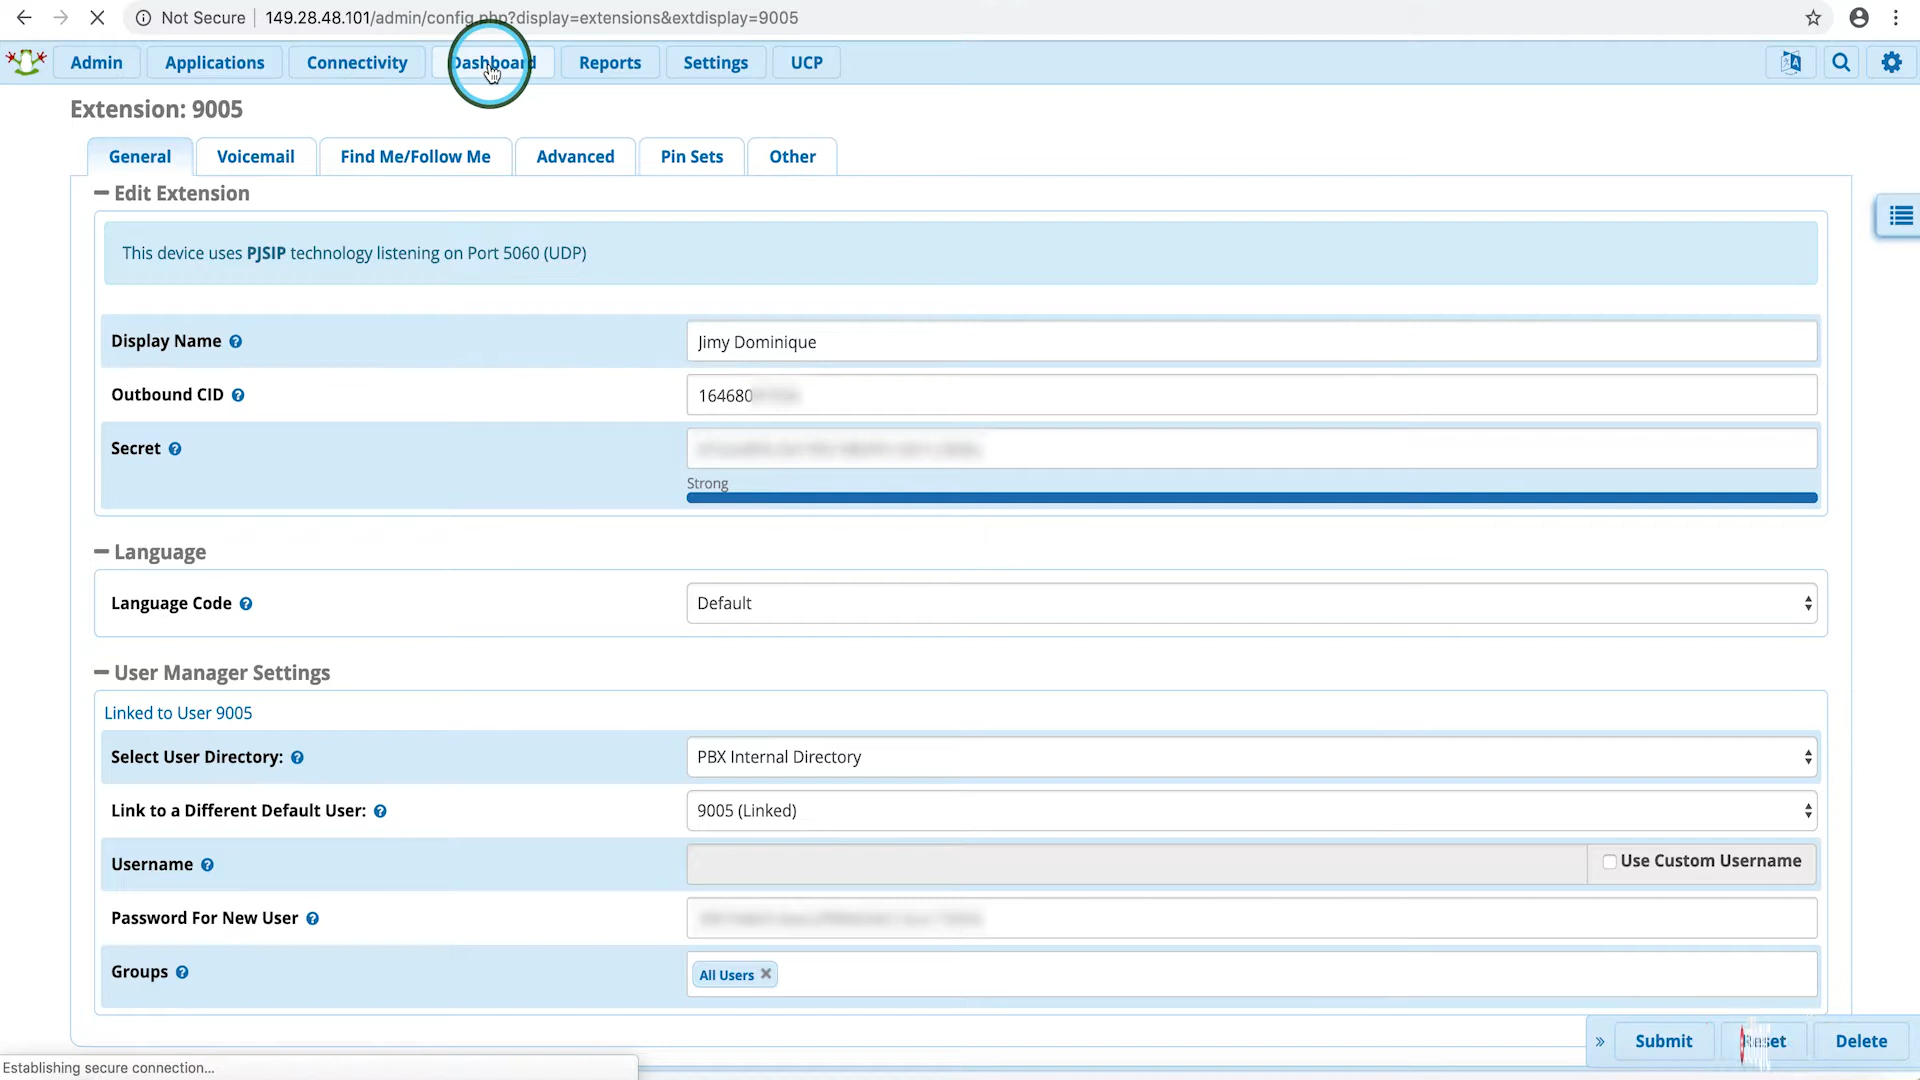 Not Secure 149.28.48.101/admin/config.php?display=extensions&extdisplay=9005
Admin Applications Connectivity Dashboard Reports Settings UCP
Extension: 9005
General Voicemail Find Me/Follow Me Advanced Pin Sets Other
Edit Extension
This device uses PJSIP technology listening on Port 5060 (UDP)
Display Name Jimy Dominique
Outbound CID 164680
Secret
Strong
Language
Language Code Default
User Manager Settings
Linked to User 9005
Select User Directory: PBX Internal Directory
Link to a Different Default User: 9005 (Linked)
Username Use Custom Username
Password For New User
Groups All Users
» Submit Reset Delete
Establishing secure connection...